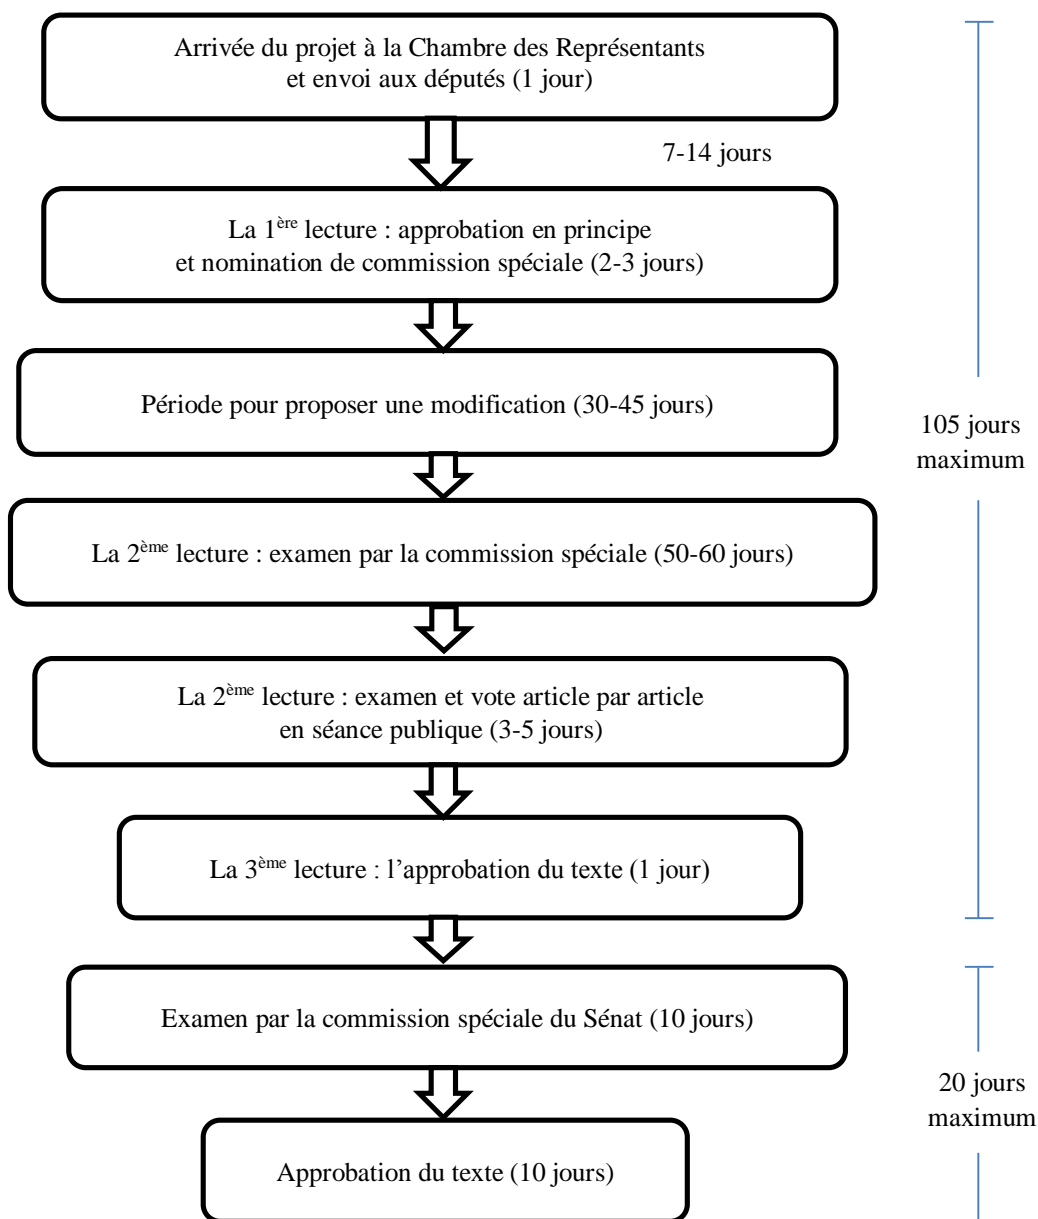 Arrivée du projet à la Chambre des Représentants
et envoi aux députés (1 jour)
7-14 jours
La 1ère lecture : approbation en principe
et nomination de commission spéciale (2-3 jours)
Période pour proposer une modification (30-45 jours)
105 jours
maximum
La 2ème lecture : examen par la commission spéciale (50-60 jours)
La 2ème lecture : examen et vote article par article
en séance publique (3-5 jours)
La 3ème lecture : l’approbation du texte (1 jour)
Examen par la commission spéciale du Sénat (10 jours)
20 jours
maximum
Approbation du texte (10 jours)